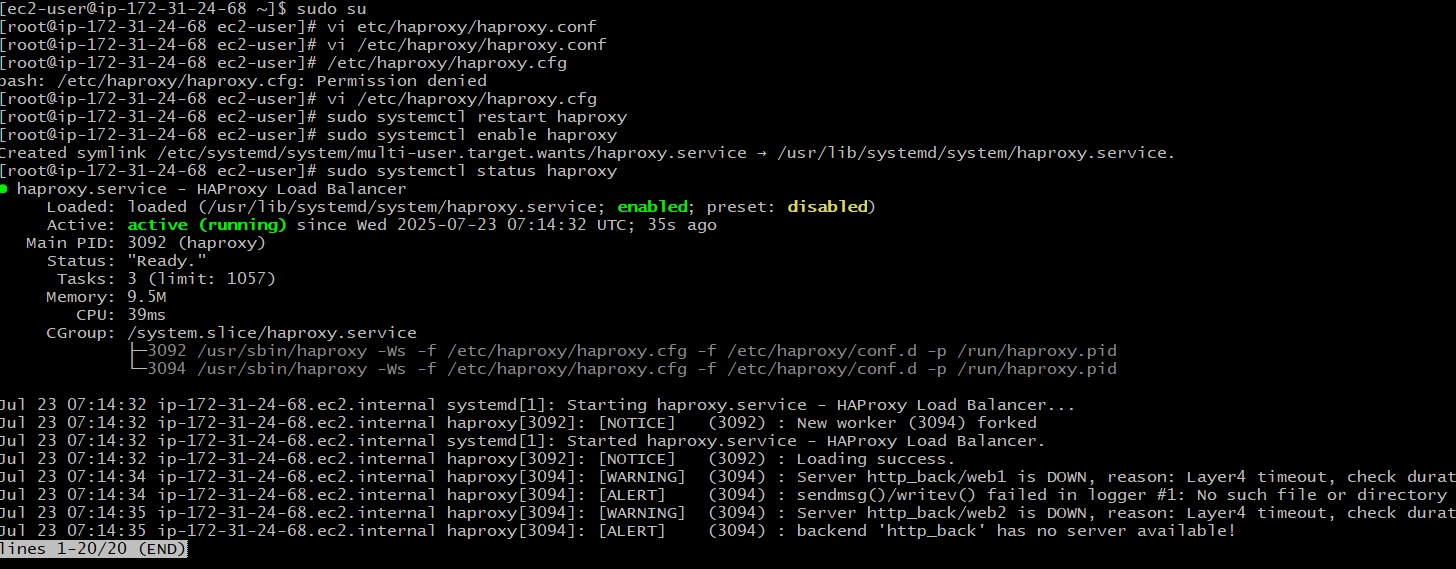 [ec2-user@ip-172-31-24-68 ~]$ sudo su
[root@ip-172-31-24-68 ec2-user]# vi etc/haproxy/haproxy.conf
[root@ip-172-31-24-68 ec2-user]# vi /etc/haproxy/haproxy.conf
[root@ip-172-31-24-68 ec2-user]# /etc/haproxy/haproxy.cfg
bash: /etc/haproxy/haproxy.cfg: Permission denied
[root@ip-172-31-24-68 ec2-user]# vi /etc/haproxy/haproxy.cfg
[root@ip-172-31-24-68 ec2-user]# sudo systemctl restart haproxy
[root@ip-172-31-24-68 ec2-user]# sudo systemctl enable haproxy
Created symlink /etc/systemd/system/multi-user.target.wants/haproxy.service → /usr/lib/systemd/system/haproxy.service.
[root@ip-172-31-24-68 ec2-user]# sudo systemctl status haproxy
● haproxy.service - HAProxy Load Balancer
Loaded: loaded (/usr/lib/systemd/system/haproxy.service; enabled; preset: disabled)
Active: active (running) since Wed 2025-07-23 07:14:32 UTC; 35s ago
Main PID: 3092 (haproxy)
Status: "Ready."
Tasks: 3 (limit: 1057)
Memory: 9.5M
CPU: 39ms
CGroup: /system.slice/haproxy.service
├─3092 /usr/sbin/haproxy -Ws -f /etc/haproxy/haproxy.cfg -f /etc/haproxy/conf.d -p /run/haproxy.pid
└─3094 /usr/sbin/haproxy -Ws -f /etc/haproxy/haproxy.cfg -f /etc/haproxy/conf.d -p /run/haproxy.pid
Jul 23 07:14:32 ip-172-31-24-68.ec2.internal systemd[1]: Starting haproxy.service - HAProxy Load Balancer...
Jul 23 07:14:32 ip-172-31-24-68.ec2.internal haproxy[3092]: [NOTICE] (3092) : New worker (3094) forked
Jul 23 07:14:32 ip-172-31-24-68.ec2.internal systemd[1]: Started haproxy.service - HAProxy Load Balancer.
Jul 23 07:14:32 ip-172-31-24-68.ec2.internal haproxy[3092]: [NOTICE] (3092) : Loading success.
Jul 23 07:14:34 ip-172-31-24-68.ec2.internal haproxy[3094]: [WARNING] (3094) : Server http_back/web1 is DOWN, reason: Layer4 timeout, check durat
Jul 23 07:14:34 ip-172-31-24-68.ec2.internal haproxy[3094]: [ALERT] (3094) : sendmsg()/writev() failed in logger #1: No such file or directory
Jul 23 07:14:35 ip-172-31-24-68.ec2.internal haproxy[3094]: [WARNING] (3094) : Server http_back/web2 is DOWN, reason: Layer4 timeout, check durat
Jul 23 07:14:35 ip-172-31-24-68.ec2.internal haproxy[3094]: [ALERT] (3094) : backend 'http_back' has no server available!
lines 1-20/20 (END)